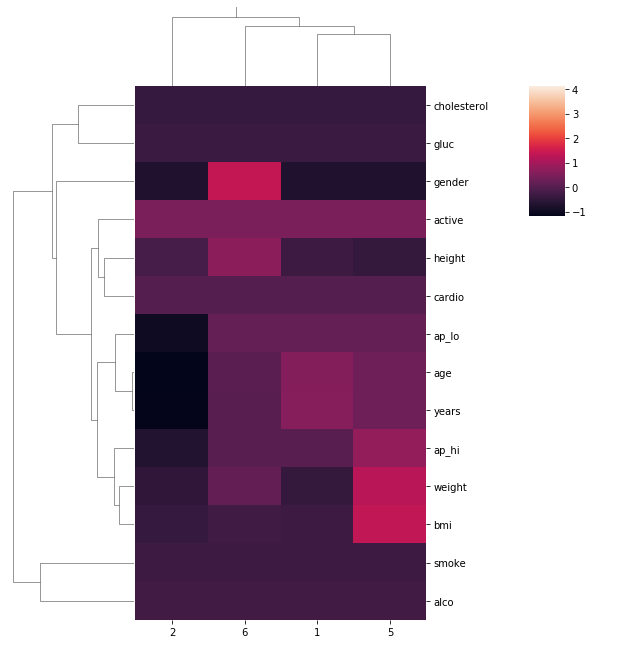 cholesterol
gluc
gender
active
height
cardio
ap_lo
age
years
ap_hi
weight
bmi
smoke
alco
2 6 1 5
4
3
2
1
0
−1